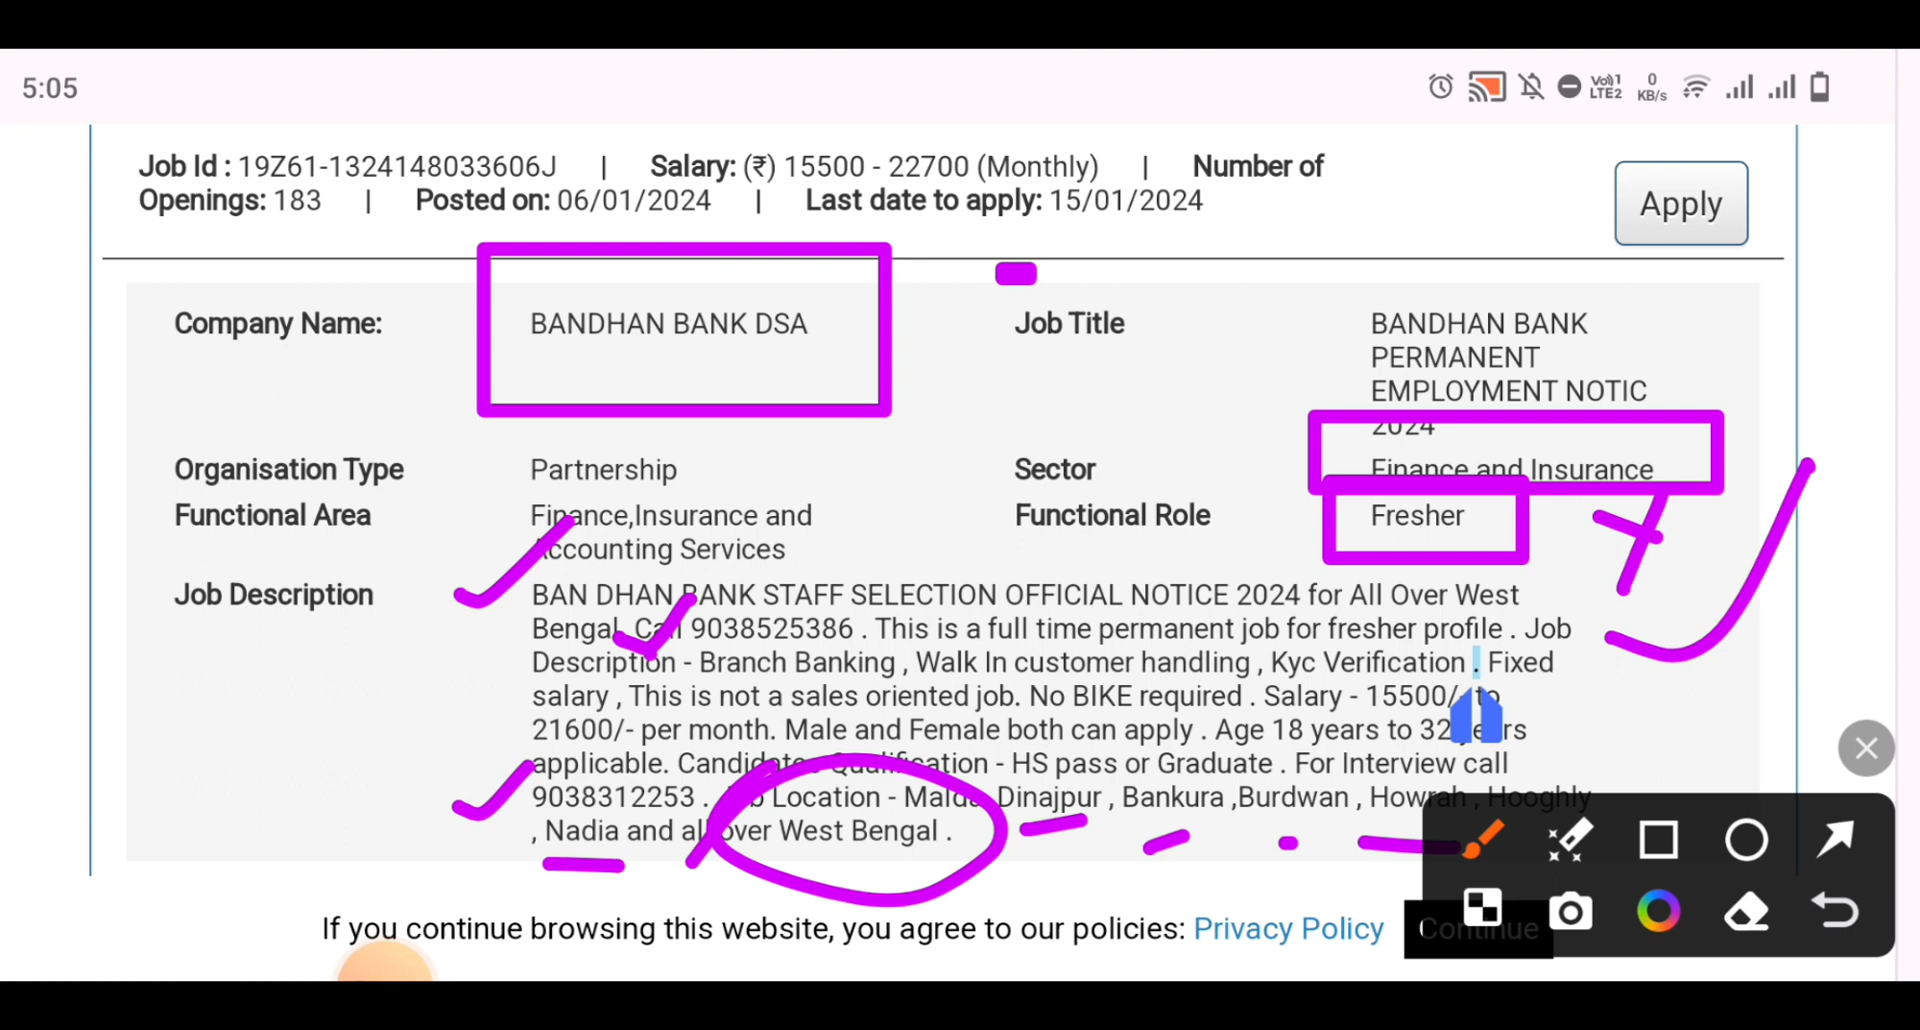 5:05
Vo))1 LTE2 0 KB/s
Job Id : 19Z61-1324148033606J | Salary: (₹) 15500 - 22700 (Monthly) | Number of
Openings: 183 | Posted on: 06/01/2024 | Last date to apply: 15/01/2024
Apply
Company Name: BANDHAN BANK DSA Job Title BANDHAN BANK
PERMANENT
EMPLOYMENT NOTIC
2024
Organisation Type Partnership Sector Finance and Insurance
Functional Area Finance,Insurance and Functional Role Fresher
Accounting Services
Job Description BAN DHAN BANK STAFF SELECTION OFFICIAL NOTICE 2024 for All Over West
Bengal. Call 9038525386 . This is a full time permanent job for fresher profile . Job
Description - Branch Banking , Walk In customer handling , Kyc Verification . Fixed
salary , This is not a sales oriented job. No BIKE required . Salary - 15500/- to
21600/- per month. Male and Female both can apply . Age 18 years to 32 years
applicable. Candidates Qualification - HS pass or Graduate . For Interview call
9038312253 . Job Location - Malda, Dinajpur , Bankura ,Burdwan , Howrah , Hooghly
, Nadia and all over West Bengal .
If you continue browsing this website, you agree to our policies: Privacy Policy Continue